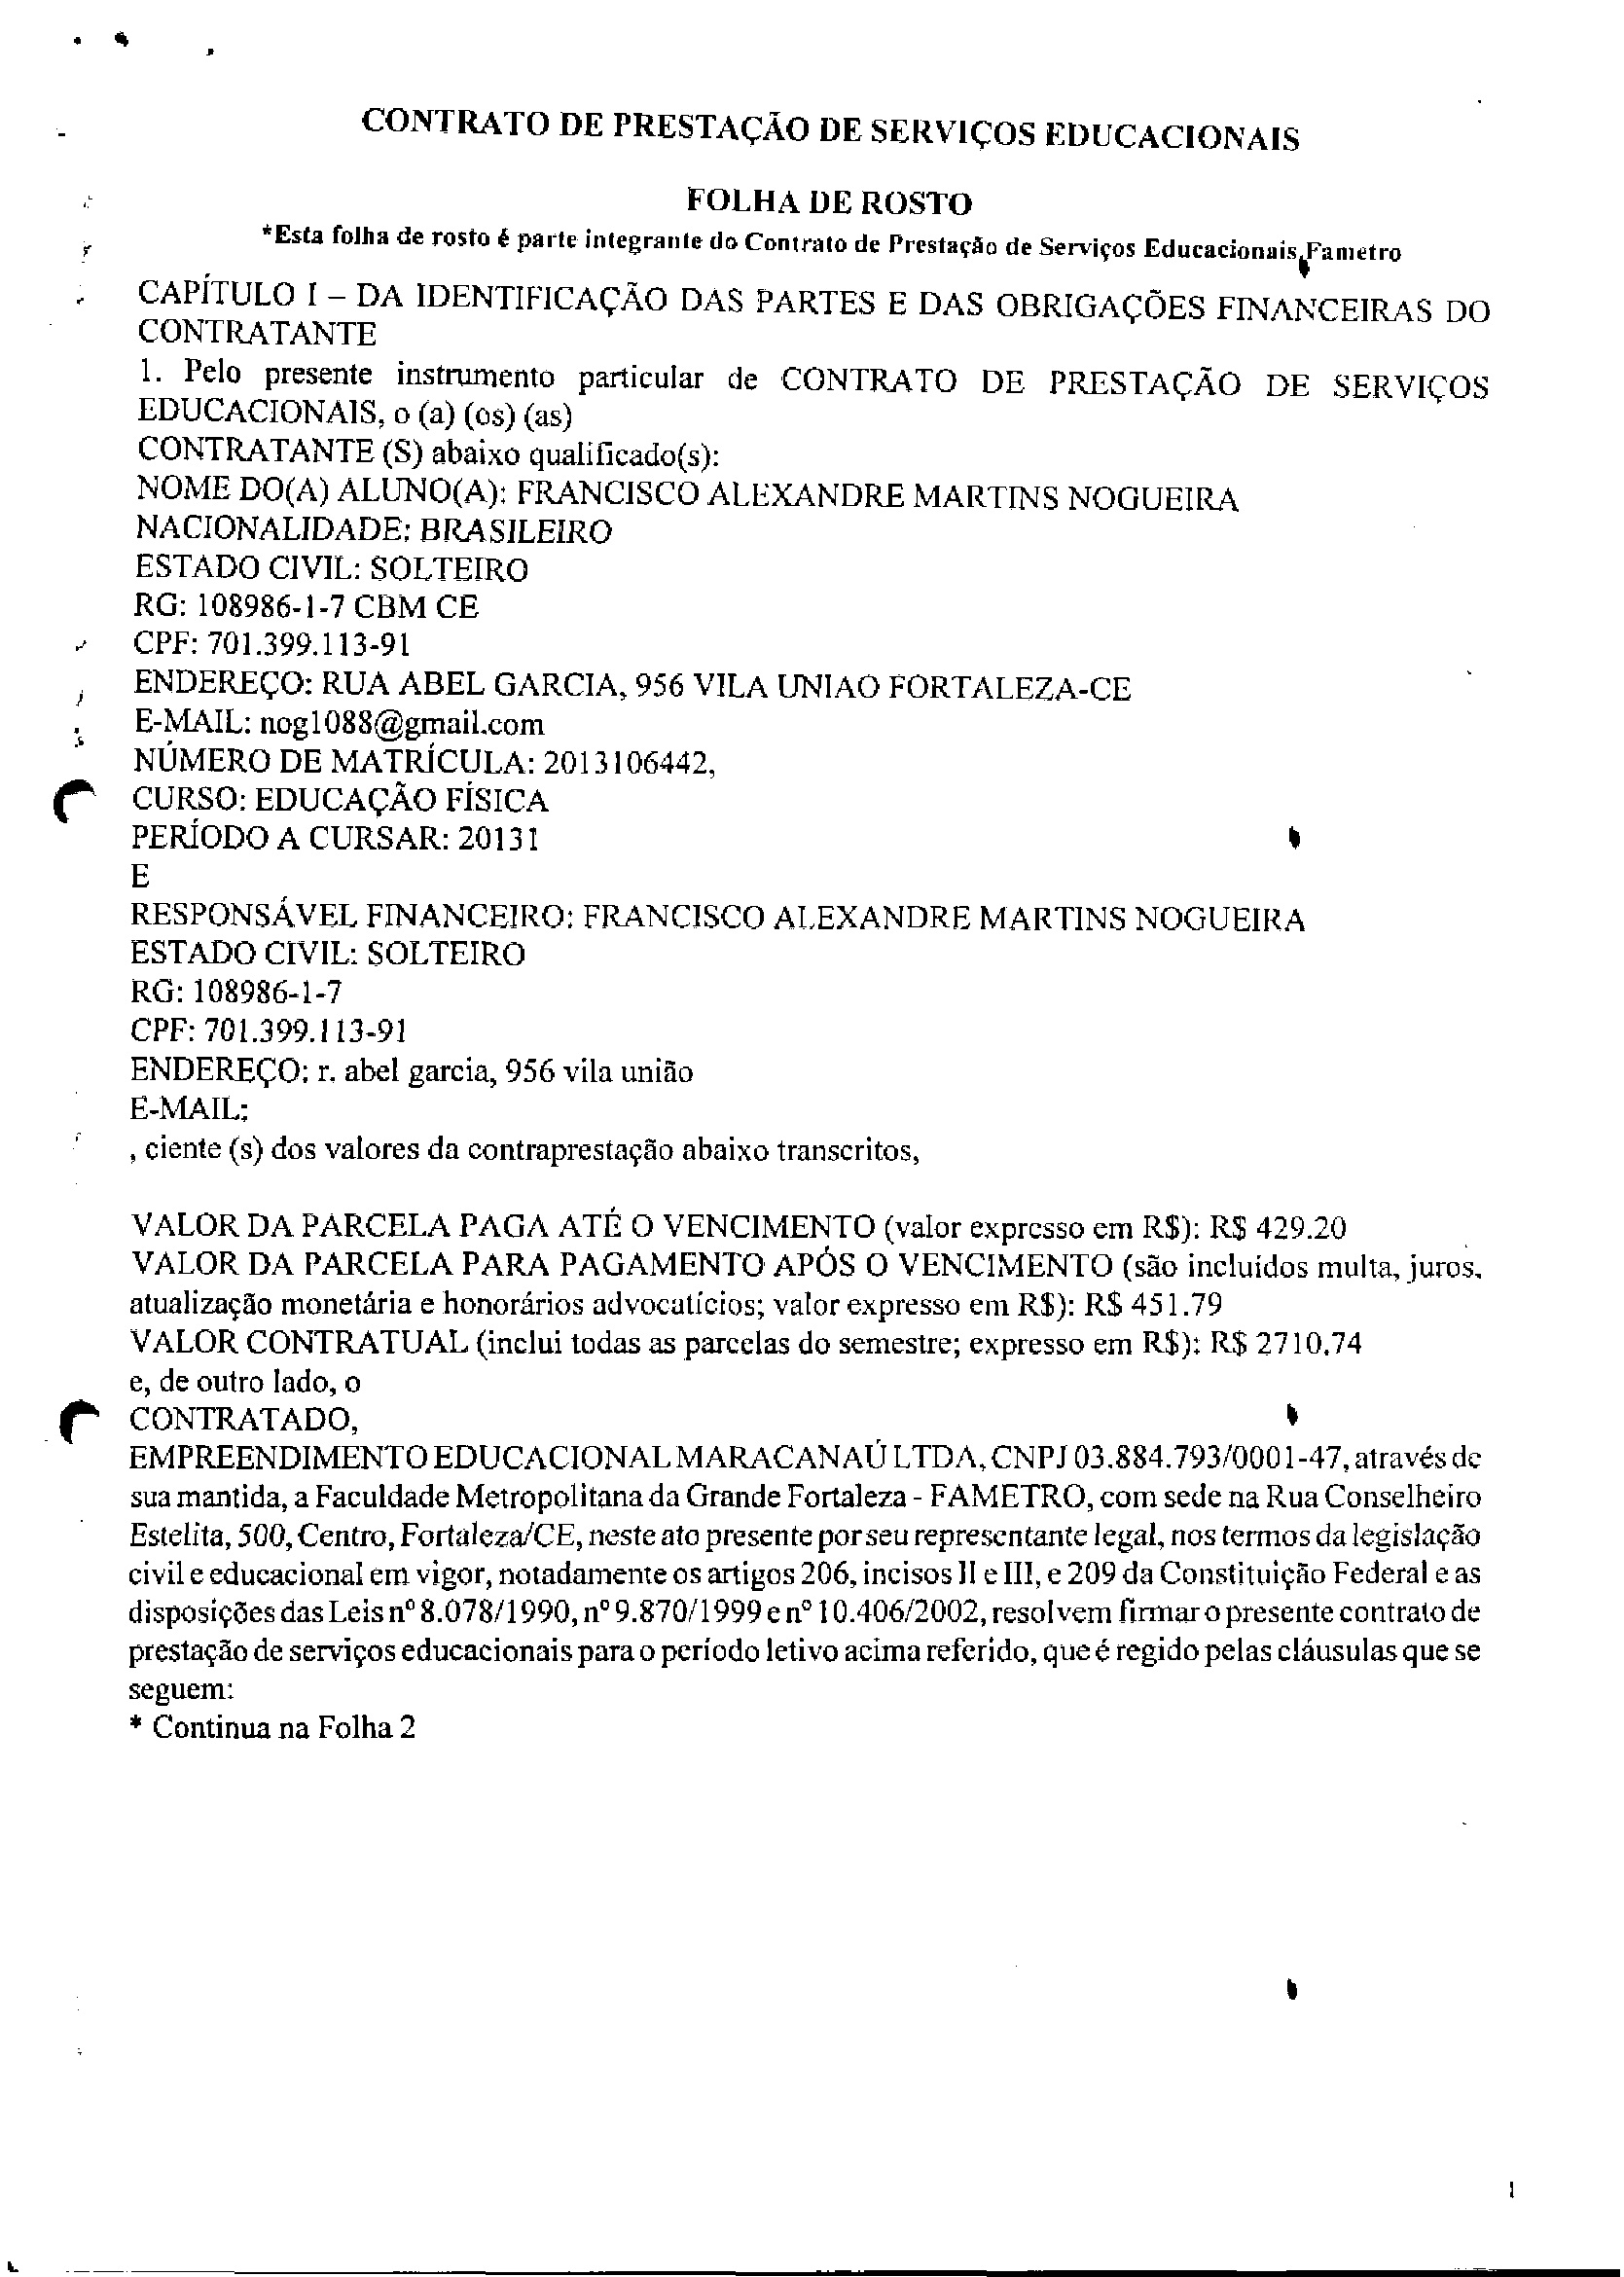 CONTRATO DE PRESTAÇÃO DE SERVIÇOS EDUCACIONAIS
FOLHA DE ROSTO
*Esta folha de rosto é parte integrante do Contrato de Prestação de Serviços Educacionais Fametro
CAPÍTULO I – DA IDENTIFICAÇÃO DAS PARTES E DAS OBRIGAÇÕES FINANCEIRAS DO
CONTRATANTE
1. Pelo presente instrumento particular de CONTRATO DE PRESTAÇÃO DE SERVIÇOS
EDUCACIONAIS, o (a) (os) (as)
CONTRATANTE (S) abaixo qualificado(s):
NOME DO(A) ALUNO(A): FRANCISCO ALEXANDRE MARTINS NOGUEIRA
NACIONALIDADE: BRASILEIRO
ESTADO CIVIL: SOLTEIRO
RG: 108986-1-7 CBM CE
CPF: 701.399.113-91
ENDEREÇO: RUA ABEL GARCIA, 956 VILA UNIAO FORTALEZA-CE
E-MAIL: nog1088@gmail.com
NÚMERO DE MATRÍCULA: 2013106442,
CURSO: EDUCAÇÃO FÍSICA
PERÍODO A CURSAR: 20131
E
RESPONSÁVEL FINANCEIRO: FRANCISCO ALEXANDRE MARTINS NOGUEIRA
ESTADO CIVIL: SOLTEIRO
RG: 108986-1-7
CPF: 701.399.113-91
ENDEREÇO: r. abel garcia, 956 vila união
E-MAIL:
, ciente (s) dos valores da contraprestação abaixo transcritos,
VALOR DA PARCELA PAGA ATÉ O VENCIMENTO (valor expresso em R$): R$ 429.20
VALOR DA PARCELA PARA PAGAMENTO APÓS O VENCIMENTO (são incluídos multa, juros,
atualização monetária e honorários advocatícios; valor expresso em R$): R$ 451.79
VALOR CONTRATUAL (inclui todas as parcelas do semestre; expresso em R$): R$ 2710.74
e, de outro lado, o
CONTRATADO,
EMPREENDIMENTO EDUCACIONAL MARACANAÚ LTDA, CNPJ 03.884.793/0001-47, através de
sua mantida, a Faculdade Metropolitana da Grande Fortaleza - FAMETRO, com sede na Rua Conselheiro
Estelita, 500, Centro, Fortaleza/CE, neste ato presente por seu representante legal, nos termos da legislação
civil e educacional em vigor, notadamente os artigos 206, incisos II e III, e 209 da Constituição Federal e as
disposições das Leis nº 8.078/1990, nº 9.870/1999 e nº 10.406/2002, resolvem firmar o presente contrato de
prestação de serviços educacionais para o período letivo acima referido, que é regido pelas cláusulas que se
seguem:
* Continua na Folha 2
1